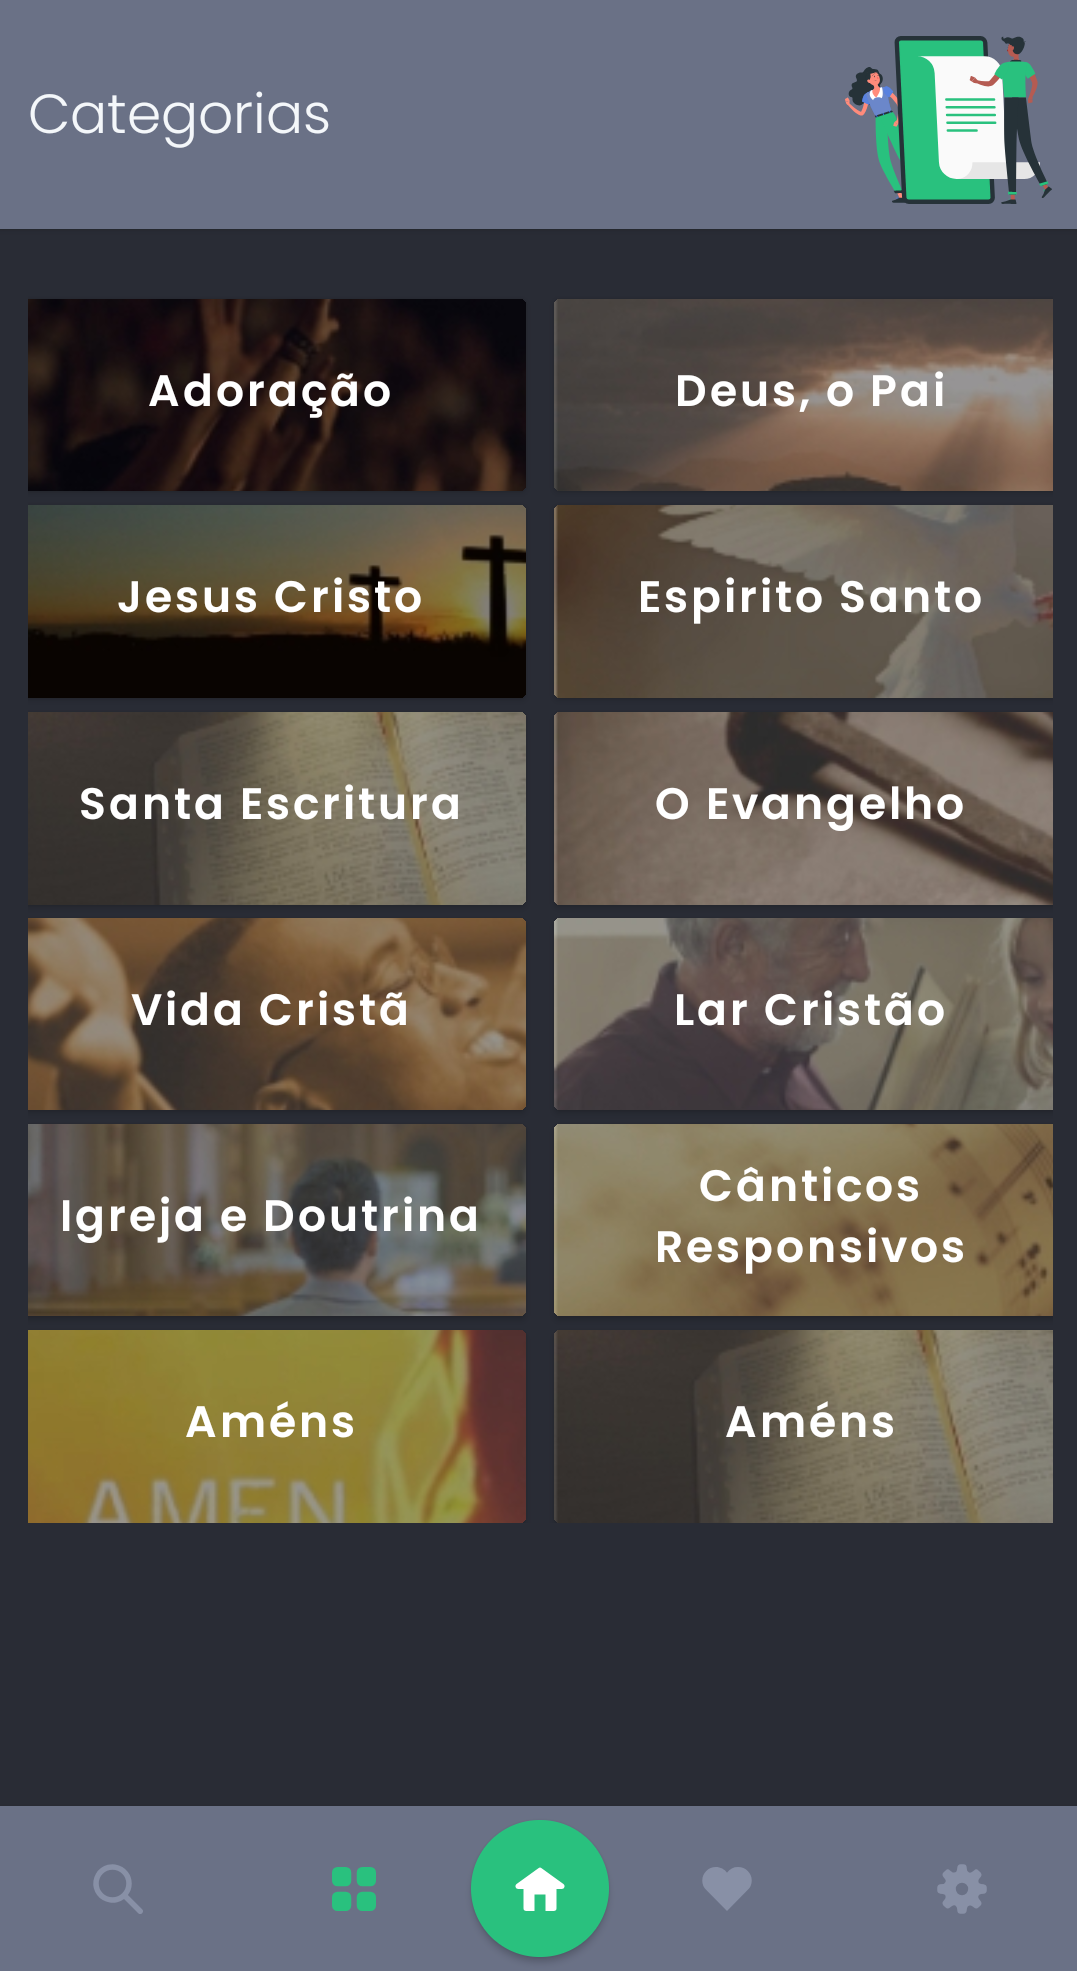 Categorias
Adoração
Deus, o Pai
Jesus Cristo
Espirito Santo
Santa Escritura
O Evangelho
Vida Cristã
Lar Cristão
Igreja e Doutrina
Cânticos
Responsivos
Améns
AMEN
Améns